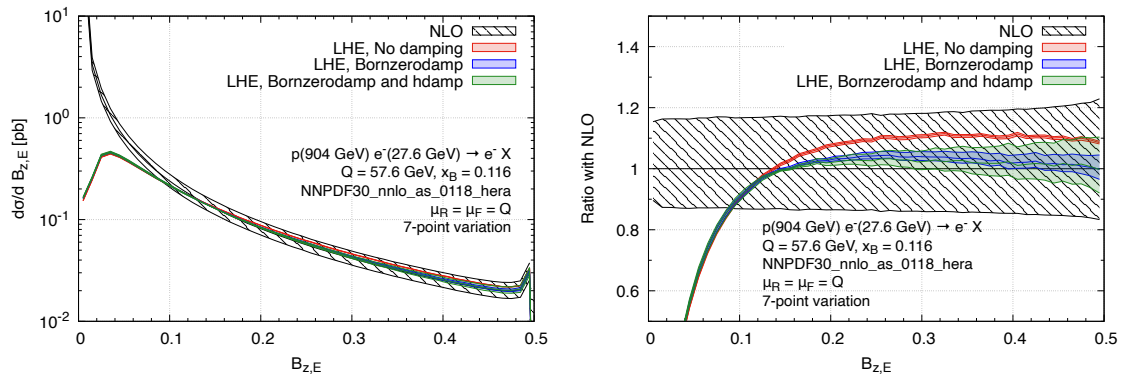 dσ/d B_{z,E} [pb]
10^1
10^0
10^{-1}
10^{-2}
NLO
LHE, No damping
LHE, Bornzerodamp
LHE, Bornzerodamp and hdamp
p(904 GeV) e^-(27.6 GeV) → e^- X
Q = 57.6 GeV, x_B = 0.116
NNPDF30_nnlo_as_0118_hera
μ_R = μ_F = Q
7-point variation
0 0.1 0.2 0.3 0.4 0.5
B_{z,E}
Ratio with NLO
1.4
1.2
1
0.8
0.6
NLO
LHE, No damping
LHE, Bornzerodamp
LHE, Bornzerodamp and hdamp
p(904 GeV) e^-(27.6 GeV) → e^- X
Q = 57.6 GeV, x_B = 0.116
NNPDF30_nnlo_as_0118_hera
μ_R = μ_F = Q
7-point variation
0 0.1 0.2 0.3 0.4 0.5
B_{z,E}